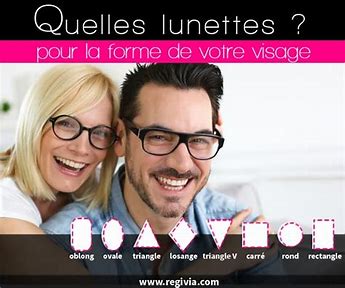 Quelles lunettes ?
pour la forme de votre visage
oblong ovale triangle losange triangle V carré rond rectangle
www.regivia.com